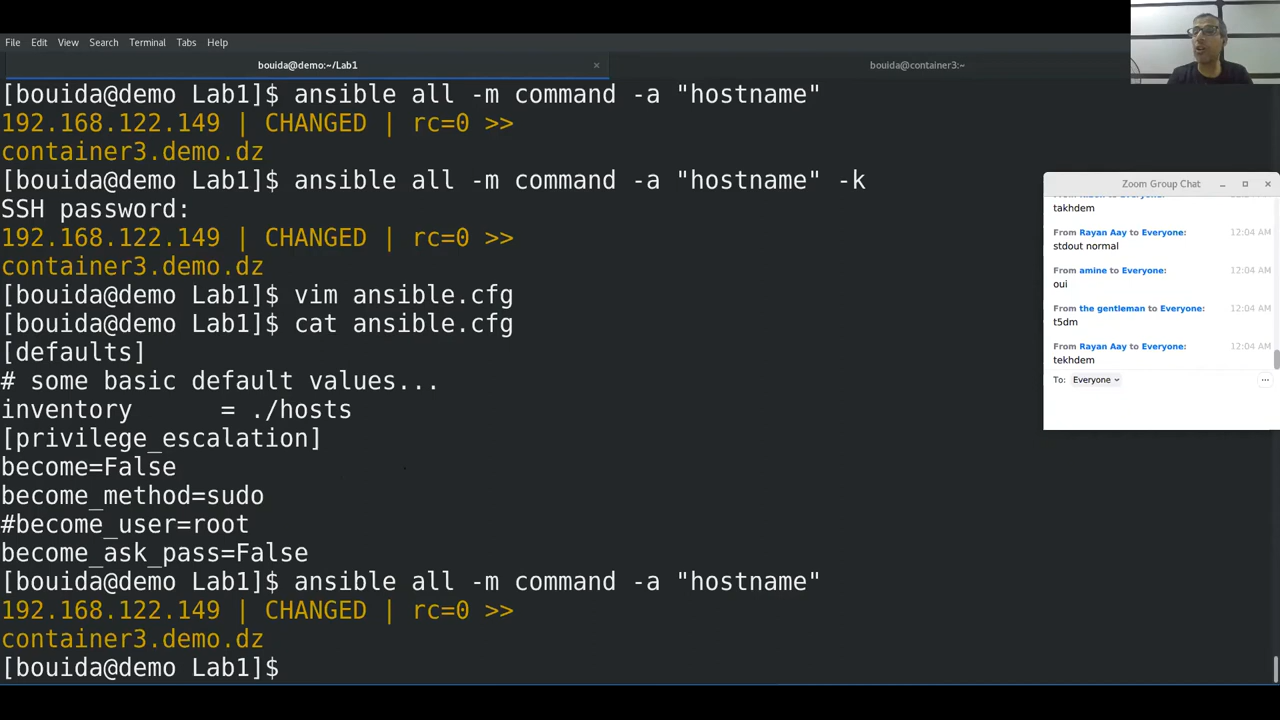 File Edit View Search Terminal Tabs Help
bouida@demo:~/Lab1 ×
bouida@container3:~
[bouida@demo Lab1]$ ansible all -m command -a "hostname"
192.168.122.149 | CHANGED | rc=0 >>
container3.demo.dz
[bouida@demo Lab1]$ ansible all -m command -a "hostname" -k
SSH password:
192.168.122.149 | CHANGED | rc=0 >>
container3.demo.dz
[bouida@demo Lab1]$ vim ansible.cfg
[bouida@demo Lab1]$ cat ansible.cfg
[defaults]
# some basic default values...
inventory      = ./hosts
[privilege_escalation]
become=False
become_method=sudo
#become_user=root
become_ask_pass=False
[bouida@demo Lab1]$ ansible all -m command -a "hostname"
192.168.122.149 | CHANGED | rc=0 >>
container3.demo.dz
[bouida@demo Lab1]$
Zoom Group Chat
takhdem
From Rayan Aay to Everyone: 12:04 AM
stdout normal
From amine to Everyone: 12:04 AM
oui
From the gentleman to Everyone: 12:04 AM
t5dm
From Rayan Aay to Everyone: 12:04 AM
tekhdem
To: Everyone